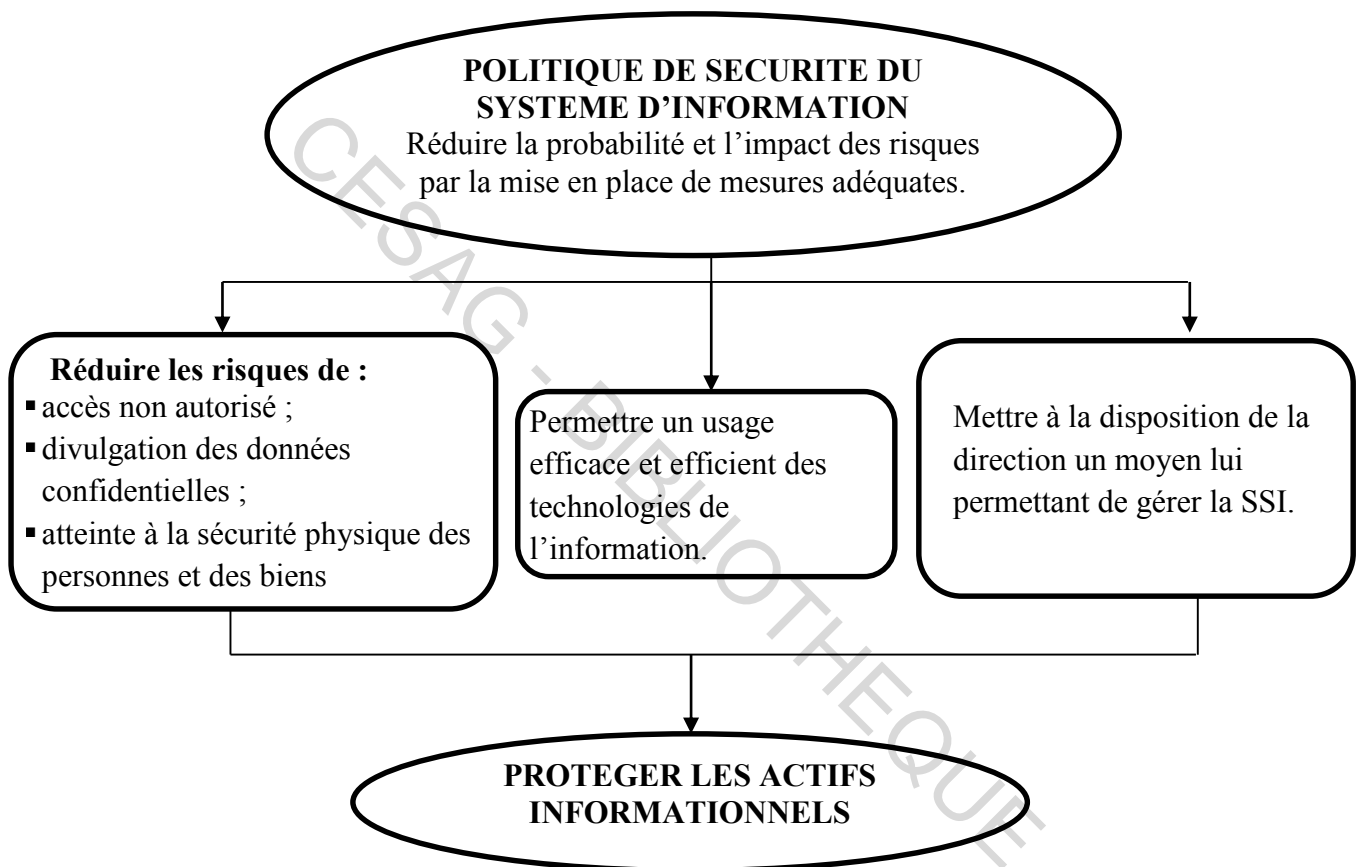 POLITIQUE DE SECURITE DU
SYSTEME D’INFORMATION
Réduire la probabilité et l’impact des risques
par la mise en place de mesures adéquates.
Réduire les risques de :
▪ accès non autorisé ;
▪ divulgation des données
confidentielles ;
▪ atteinte à la sécurité physique des
personnes et des biens
Permettre un usage
efficace et efficient des
technologies de
l’information.
Mettre à la disposition de la
direction un moyen lui
permettant de gérer la SSI.
PROTEGER LES ACTIFS
INFORMATIONNELS
CESAG - BIBLIOTHEQUE